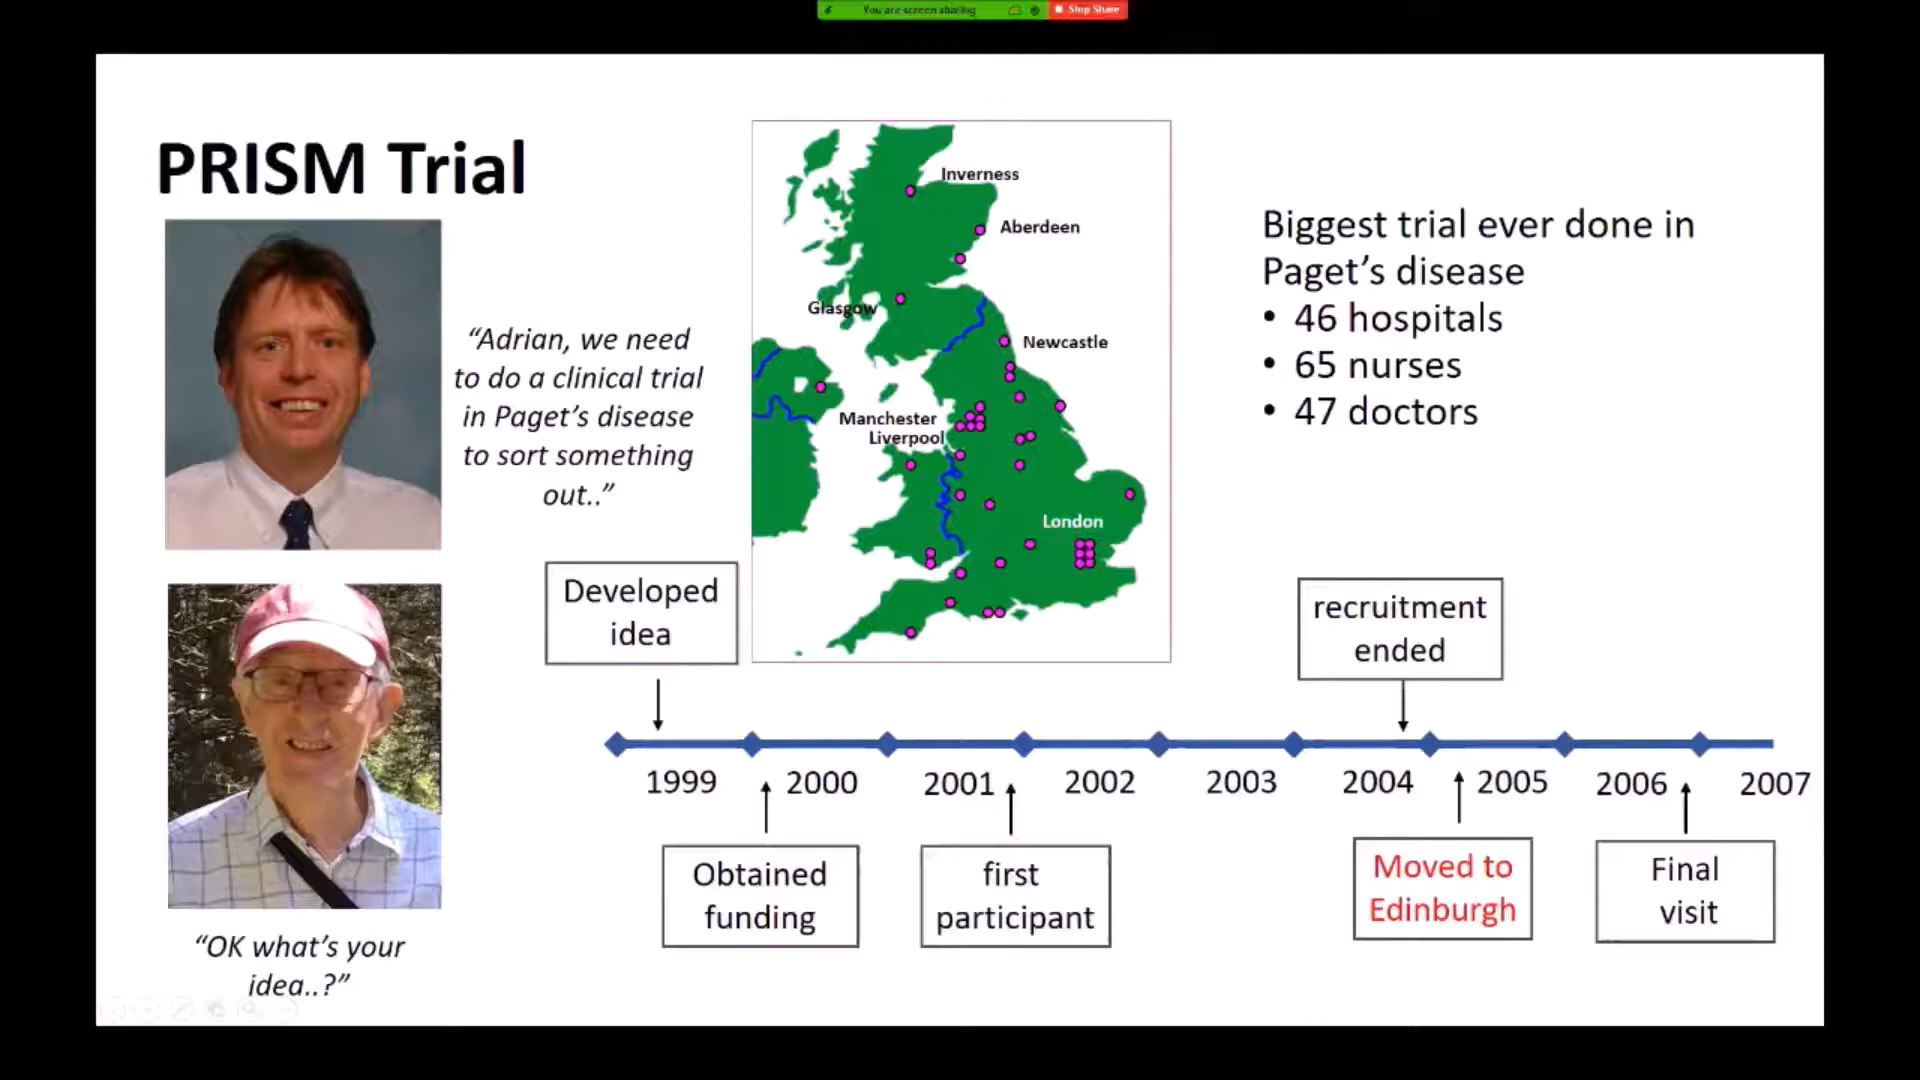 You are screen sharing
Stop Share
PRISM Trial
“Adrian, we need
to do a clinical trial
in Paget’s disease
to sort something
out..”
“OK what’s your
idea..?”
Inverness
Aberdeen
Glasgow
Newcastle
Manchester
Liverpool
London
Biggest trial ever done in
Paget’s disease
• 46 hospitals
• 65 nurses
• 47 doctors
Developed
idea
recruitment
ended
1999 2000 2001 2002 2003 2004 2005 2006 2007
Obtained
funding
first
participant
Moved to
Edinburgh
Final
visit